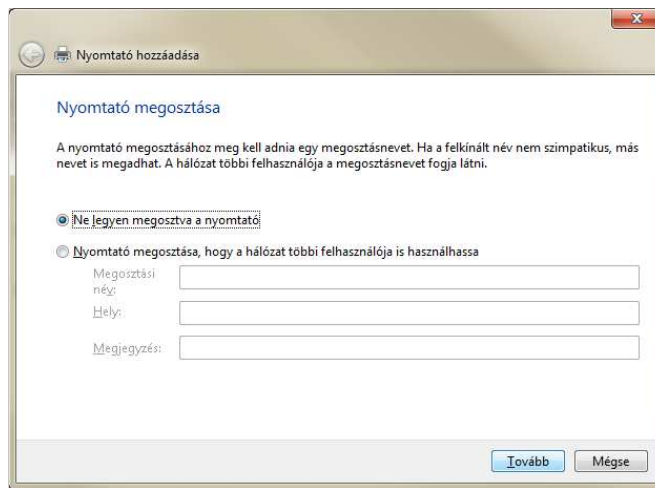 Nyomtató hozzáadása
Nyomtató megosztása
A nyomtató megosztásához meg kell adnia egy megosztásnevet. Ha a felkínált név nem szimpatikus, más
nevet is megadhat. A hálózat többi felhasználója a megosztásnevet fogja látni.
Ne legyen megosztva a nyomtató
Nyomtató megosztása, hogy a hálózat többi felhasználója is használhassa
Megosztási
név:
Hely:
Megjegyzés:
Tovább Mégse